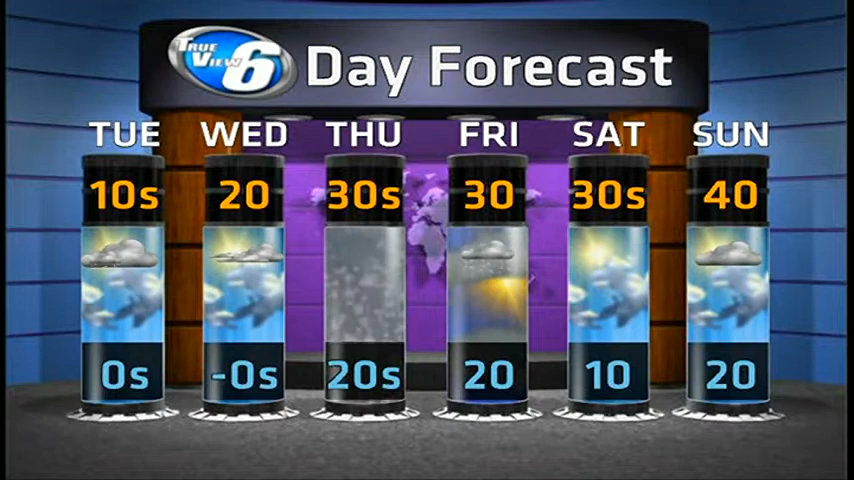 TRUE VIEW 6 Day Forecast
TUE WED THU FRI SAT SUN
10s 20 30s 30 30s 40
0s -0s 20s 20 10 20